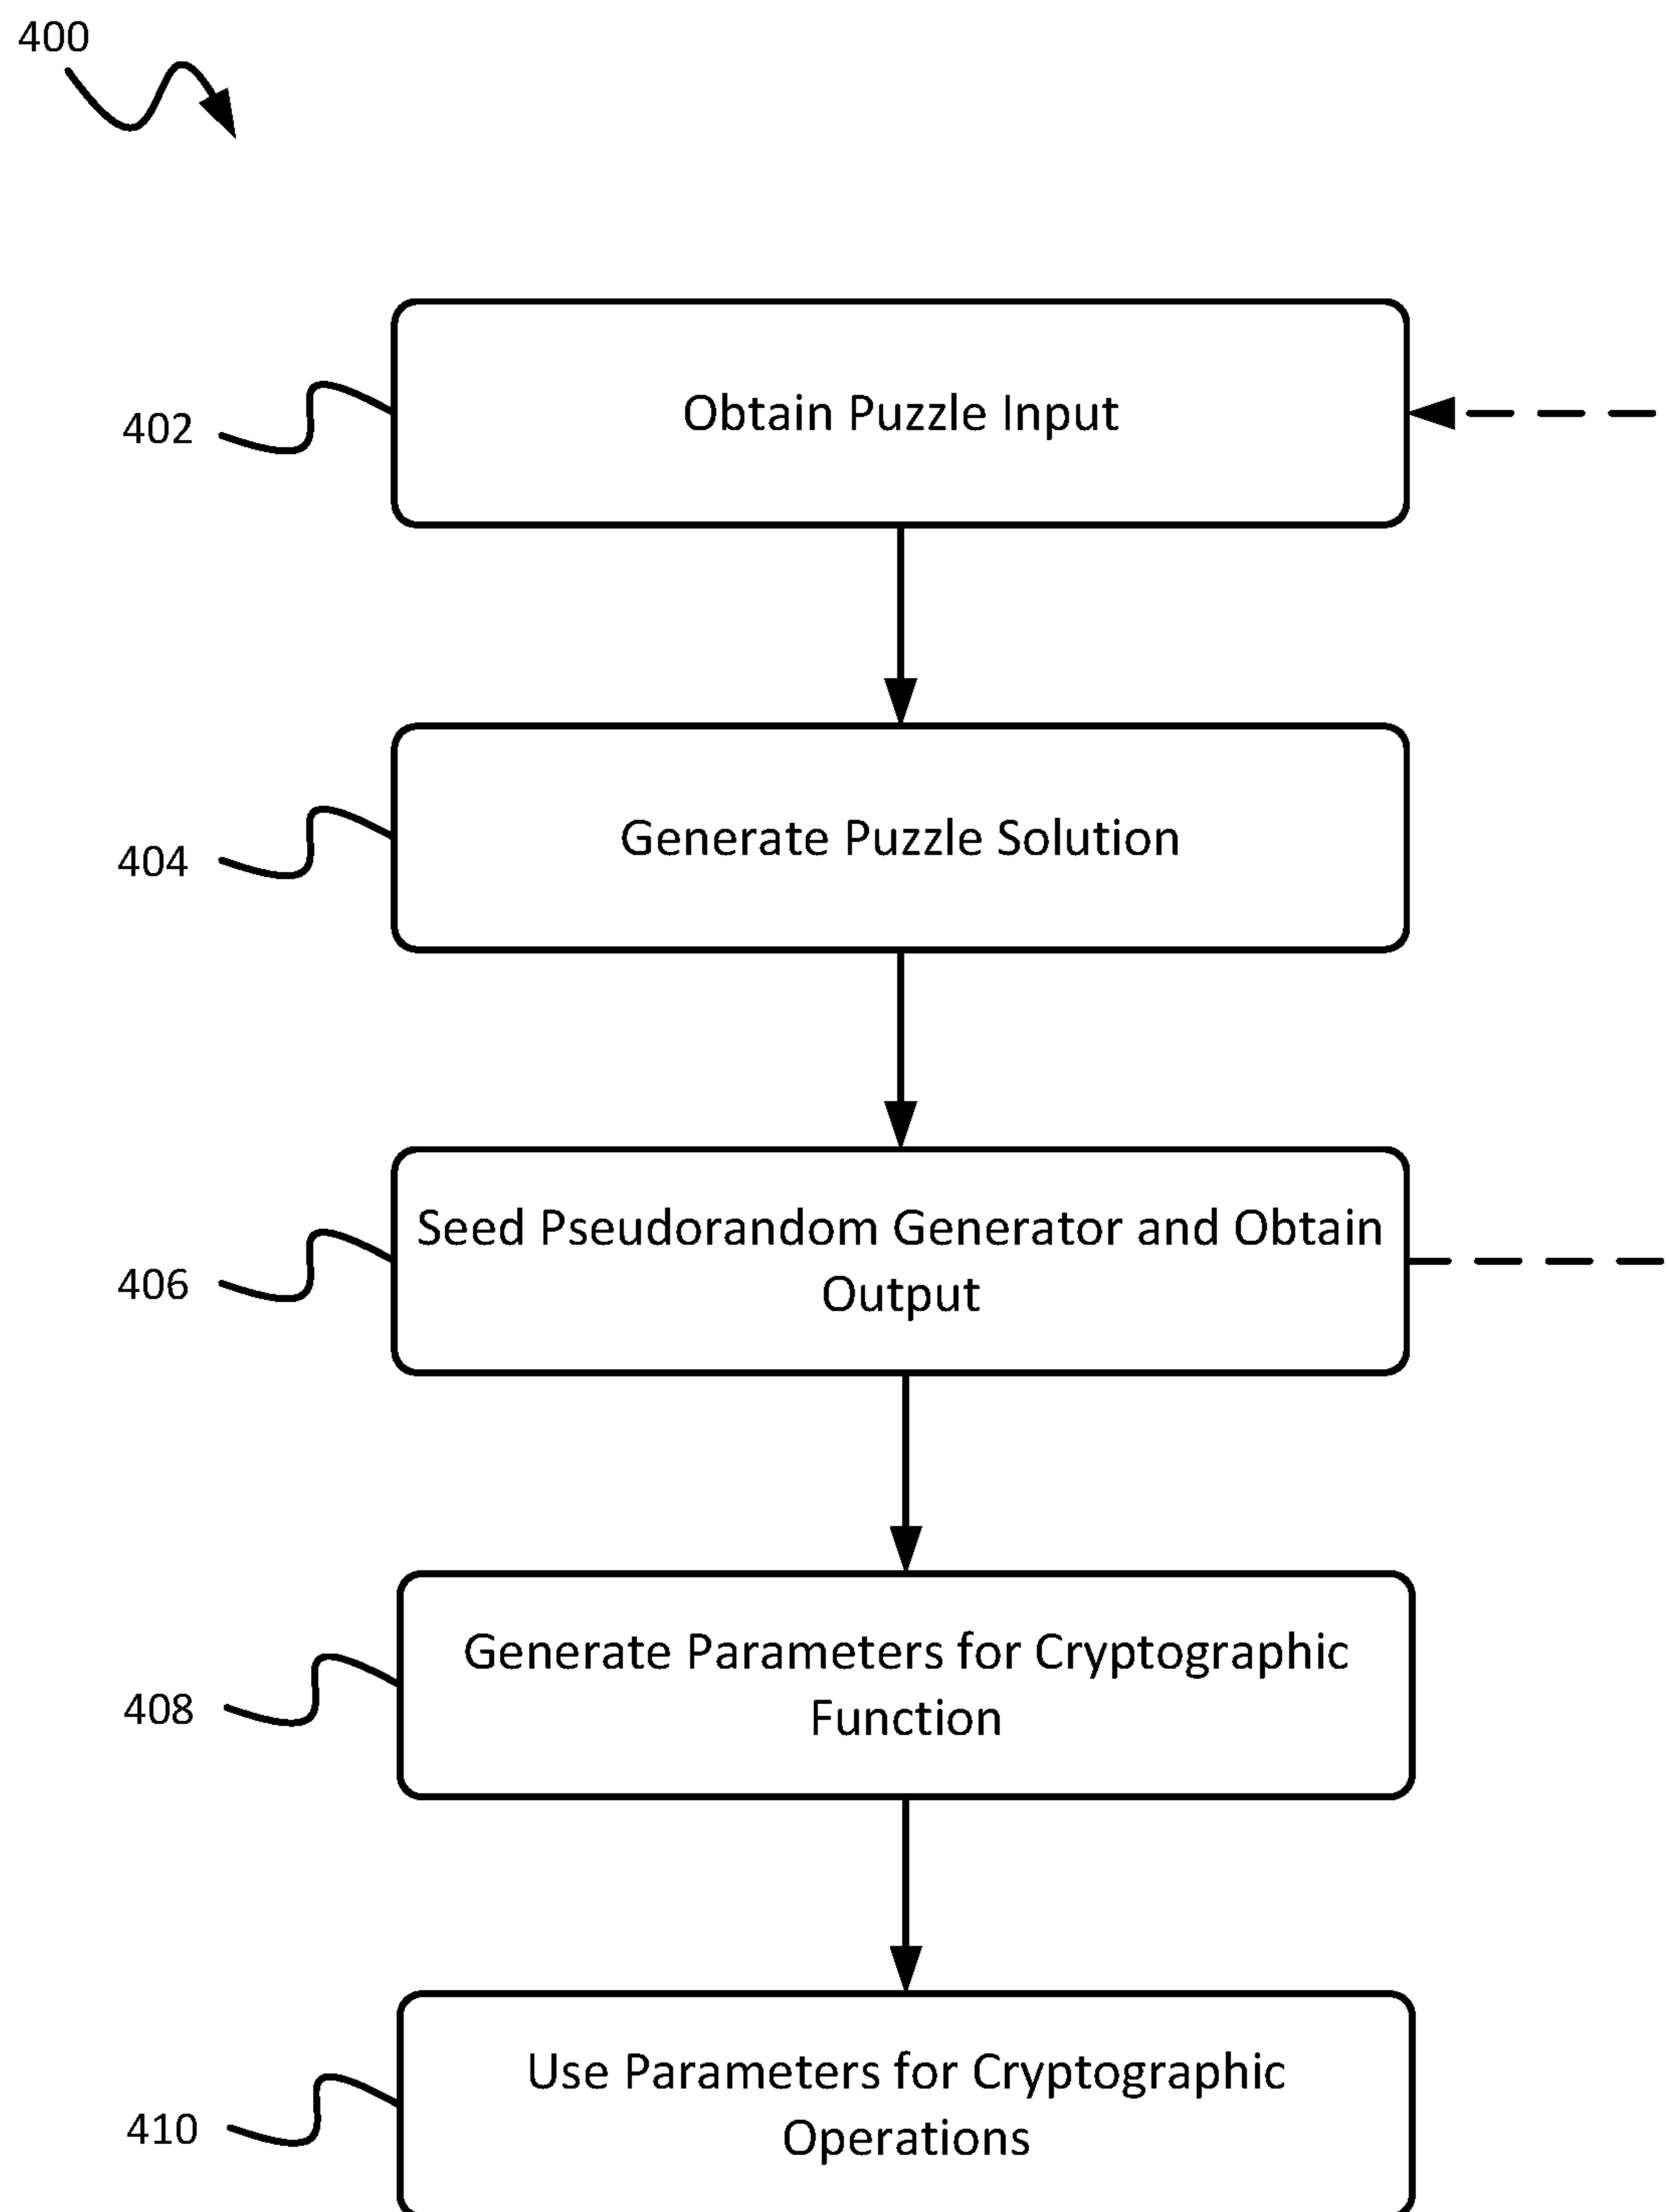 400
402
Obtain Puzzle Input
404
Generate Puzzle Solution
406
Seed Pseudorandom Generator and Obtain
Output
408
Generate Parameters for Cryptographic
Function
410
Use Parameters for Cryptographic
Operations